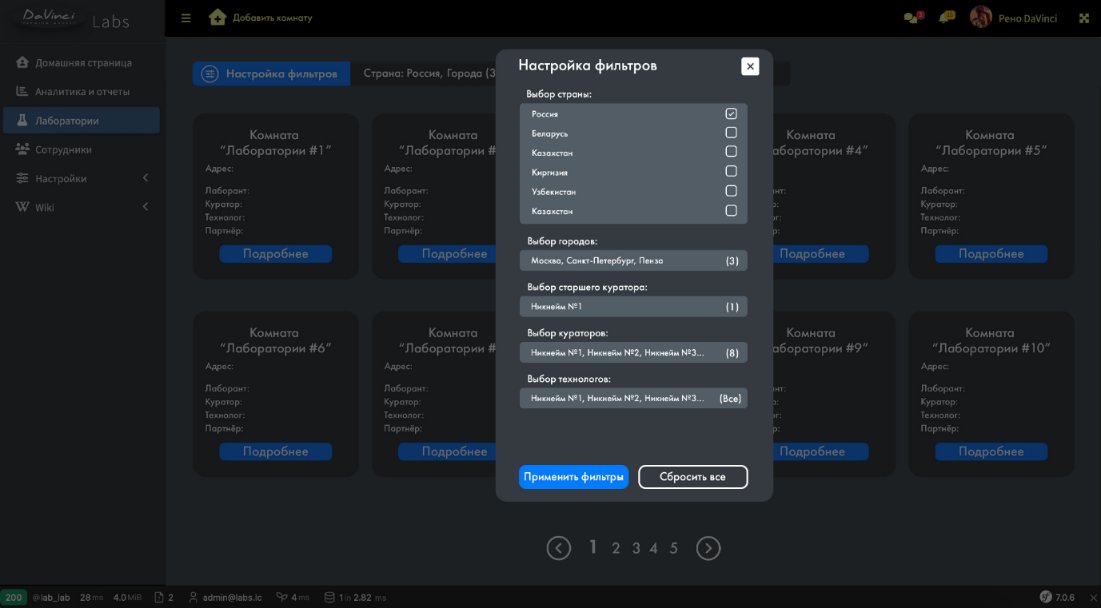 DaVinci Labs
Добавить комнату
3
Рено DaVinci
Домашняя страница
Аналитика и отчеты
Лаборатории
Сотрудники
Настройки
Wiki
Настройка фильтров
Страна: Россия, Города (3
Комната
“Лаборатории #1”
Адрес:
Лаборант:
Куратор:
Технолог:
Партнёр:
Подробнее
Комната
“Лаборатории #
Адрес:
Лаборант:
Куратор:
Технолог:
Партнёр:
Подробнее
Настройка фильтров
Выбор страны:
Россия
Беларусь
Казахстан
Киргизия
Узбекистан
Казахстан
Выбор городов:
Москва, Санкт-Петербург, Пенза (3)
Выбор старшего куратора:
Никнейм №1 (1)
Выбор кураторов:
Никнейм №1, Никнейм №2, Никнейм №3... (8)
Выбор технологов:
Никнейм №1, Никнейм №2, Никнейм №3... (Все)
Применить фильтры
Сбросить все
Комната
аборатории #4”
Подробнее
Комната
“Лаборатории #5”
Адрес:
Лаборант:
Куратор:
Технолог:
Партнёр:
Подробнее
Комната
“Лаборатории #6”
Адрес:
Лаборант:
Куратор:
Технолог:
Партнёр:
Подробнее
Комната
“Лаборатории #
Адрес:
Лаборант:
Куратор:
Технолог:
Партнёр:
Подробнее
Комната
аборатории #9”
Подробнее
Комната
“Лаборатории #10”
Адрес:
Лаборант:
Куратор:
Технолог:
Партнёр:
Подробнее
1 2 3 4 5
200 @lab_lab 28 ms 4.0 MiB 2 admin@labs.lc 4 ms 1 in 2.82 ms 7.0.6